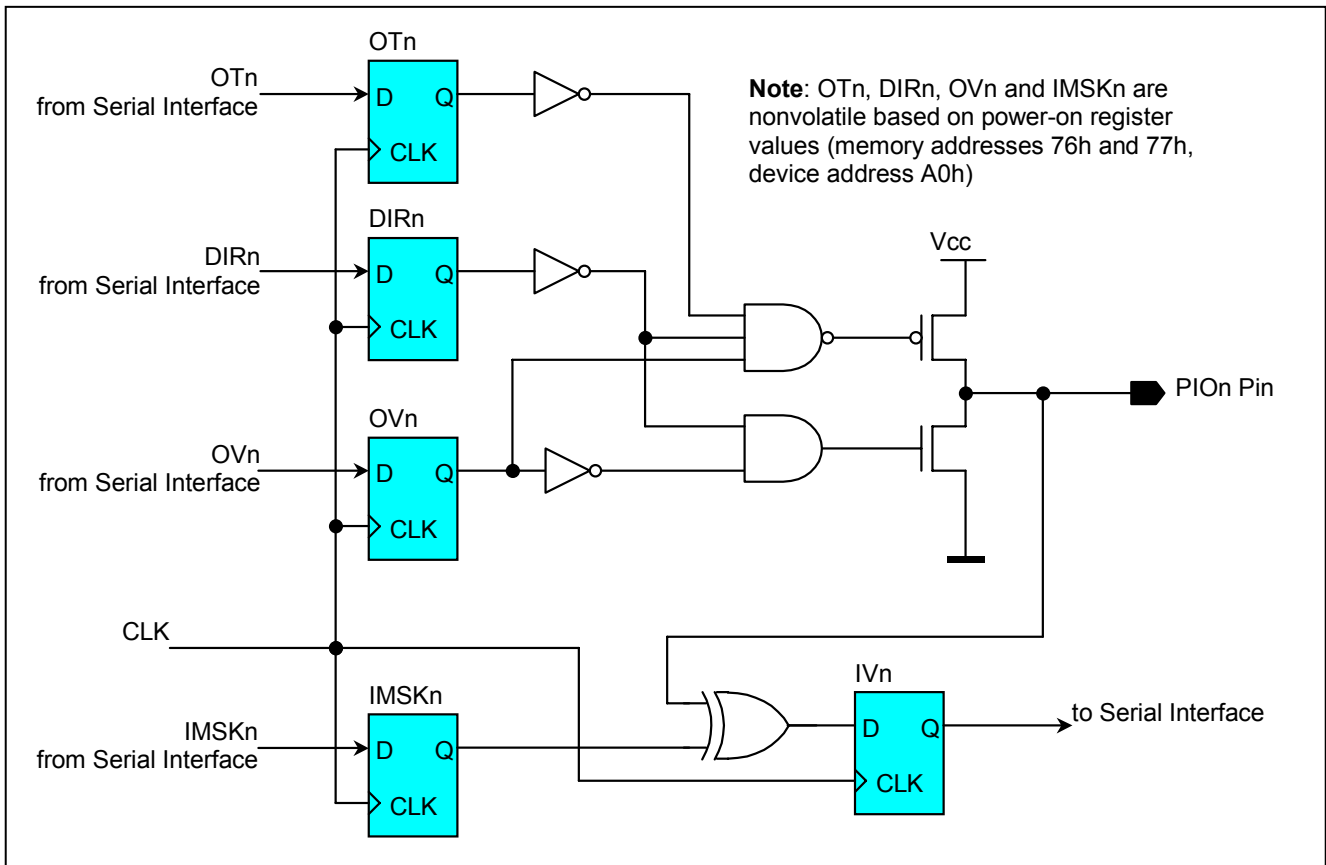 OTn
OTn
from Serial Interface
D Q
CLK
Note: OTn, DIRn, OVn and IMSKn are
nonvolatile based on power-on register
values (memory addresses 76h and 77h,
device address A0h)
DIRn
DIRn
from Serial Interface
D Q
CLK
Vcc
PIOn Pin
OVn
OVn
from Serial Interface
D Q
CLK
CLK
IMSKn
IMSKn
from Serial Interface
D Q
CLK
IVn
D Q
CLK
to Serial Interface